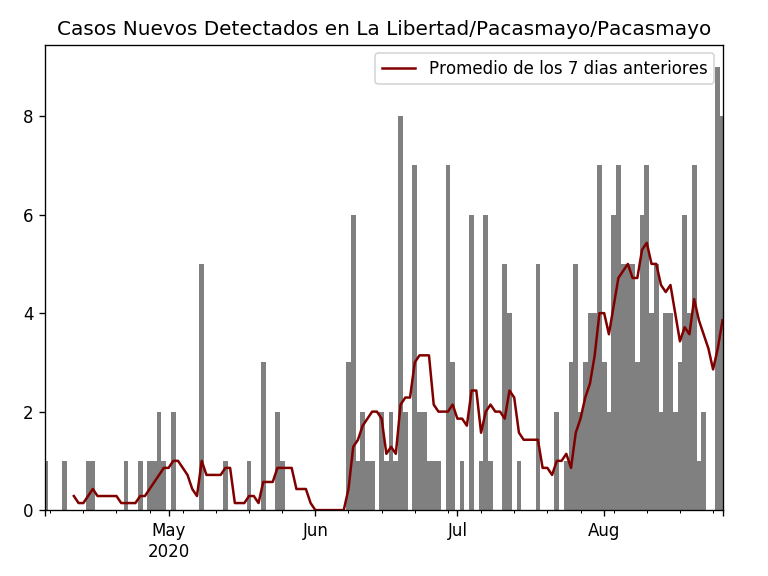 Casos Nuevos Detectados en La Libertad/Pacasmayo/Pacasmayo
Promedio de los 7 dias anteriores
8
6
4
2
0
May
2020
Jun
Jul
Aug